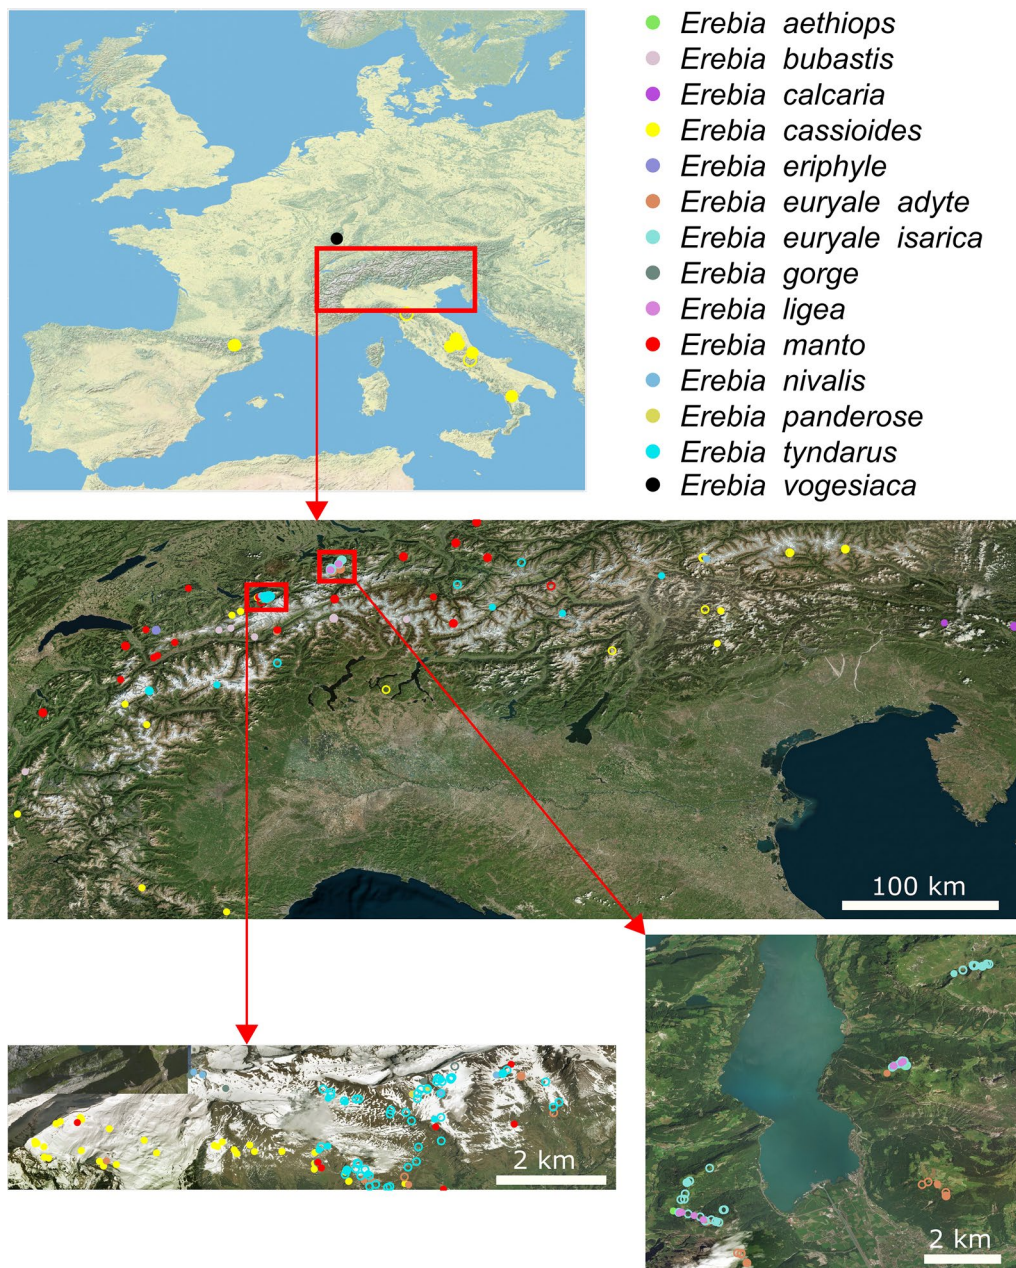 Erebia aethiops
Erebia bubastis
Erebia calcaria
Erebia cassioides
Erebia eriphyle
Erebia euryale adyte
Erebia euryale isarica
Erebia gorge
Erebia ligea
Erebia manto
Erebia nivalis
Erebia panderose
Erebia tyndarus
Erebia vogesiaca
100 km
2 km
2 km